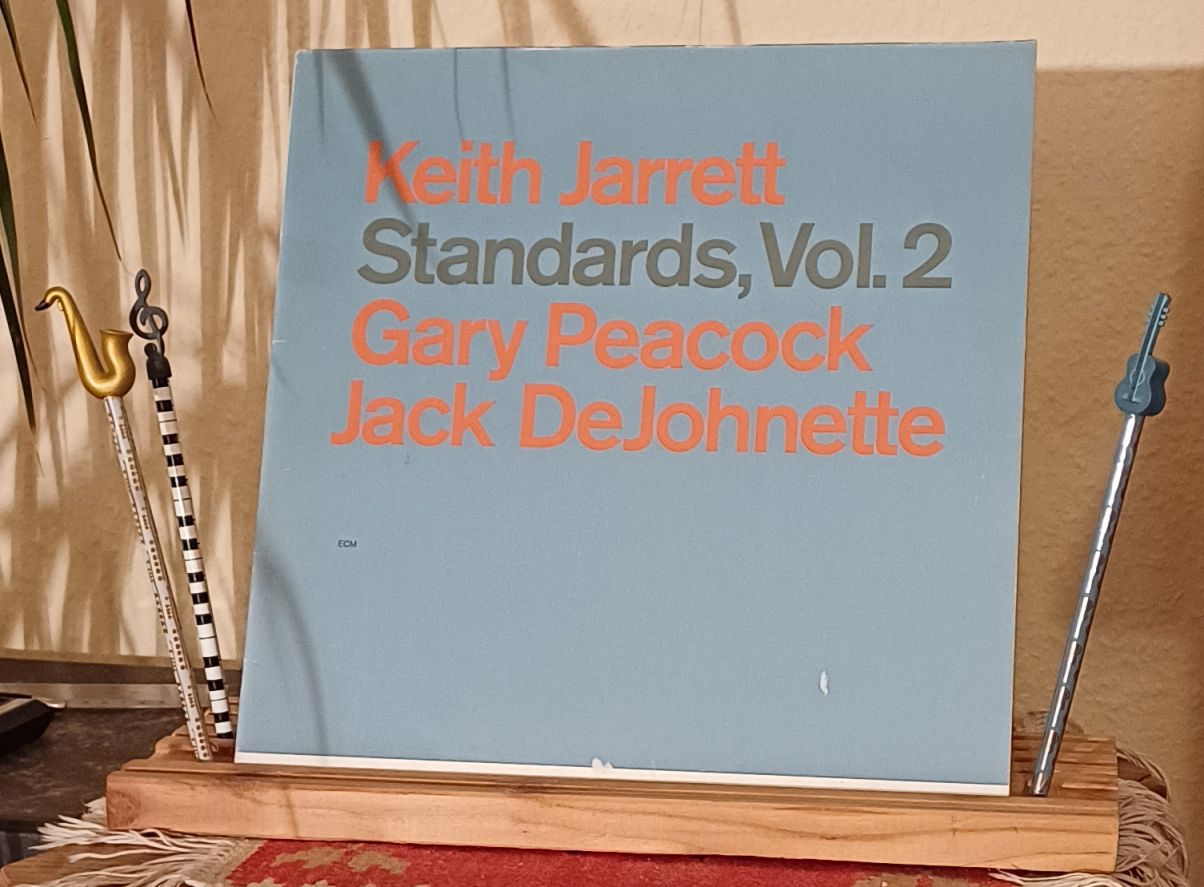 Keith Jarrett
Standards, Vol. 2
Gary Peacock
Jack DeJohnette
ECM